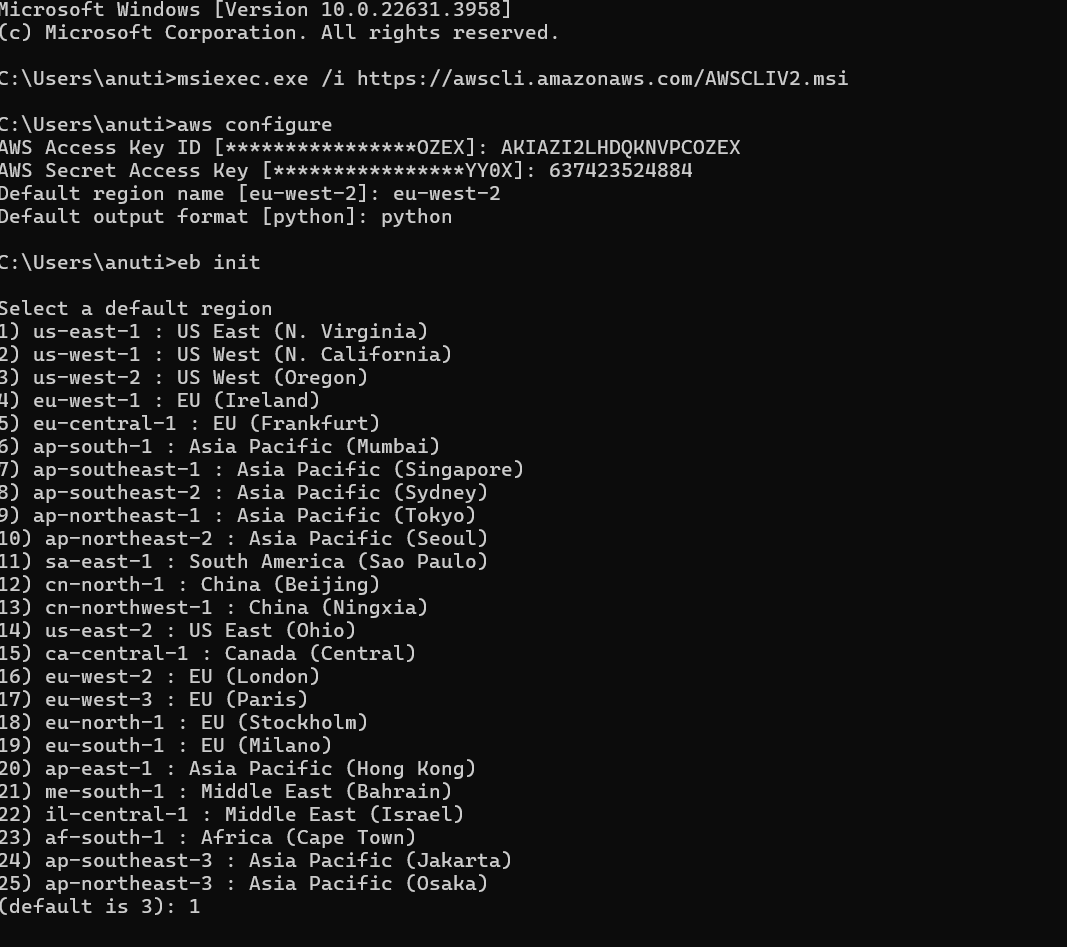 Microsoft Windows [Version 10.0.22631.3958]
(c) Microsoft Corporation. All rights reserved.
C:\Users\anuti>msiexec.exe /i https://awscli.amazonaws.com/AWSCLIV2.msi
C:\Users\anuti>aws configure
AWS Access Key ID [****************OZEX]: AKIAZI2LHDQKNVPCOZEX
AWS Secret Access Key [****************YY0X]: 637423524884
Default region name [eu-west-2]: eu-west-2
Default output format [python]: python
C:\Users\anuti>eb init
Select a default region
1) us-east-1 : US East (N. Virginia)
2) us-west-1 : US West (N. California)
3) us-west-2 : US West (Oregon)
4) eu-west-1 : EU (Ireland)
5) eu-central-1 : EU (Frankfurt)
6) ap-south-1 : Asia Pacific (Mumbai)
7) ap-southeast-1 : Asia Pacific (Singapore)
8) ap-southeast-2 : Asia Pacific (Sydney)
9) ap-northeast-1 : Asia Pacific (Tokyo)
10) ap-northeast-2 : Asia Pacific (Seoul)
11) sa-east-1 : South America (Sao Paulo)
12) cn-north-1 : China (Beijing)
13) cn-northwest-1 : China (Ningxia)
14) us-east-2 : US East (Ohio)
15) ca-central-1 : Canada (Central)
16) eu-west-2 : EU (London)
17) eu-west-3 : EU (Paris)
18) eu-north-1 : EU (Stockholm)
19) eu-south-1 : EU (Milano)
20) ap-east-1 : Asia Pacific (Hong Kong)
21) me-south-1 : Middle East (Bahrain)
22) il-central-1 : Middle East (Israel)
23) af-south-1 : Africa (Cape Town)
24) ap-southeast-3 : Asia Pacific (Jakarta)
25) ap-northeast-3 : Asia Pacific (Osaka)
(default is 3): 1